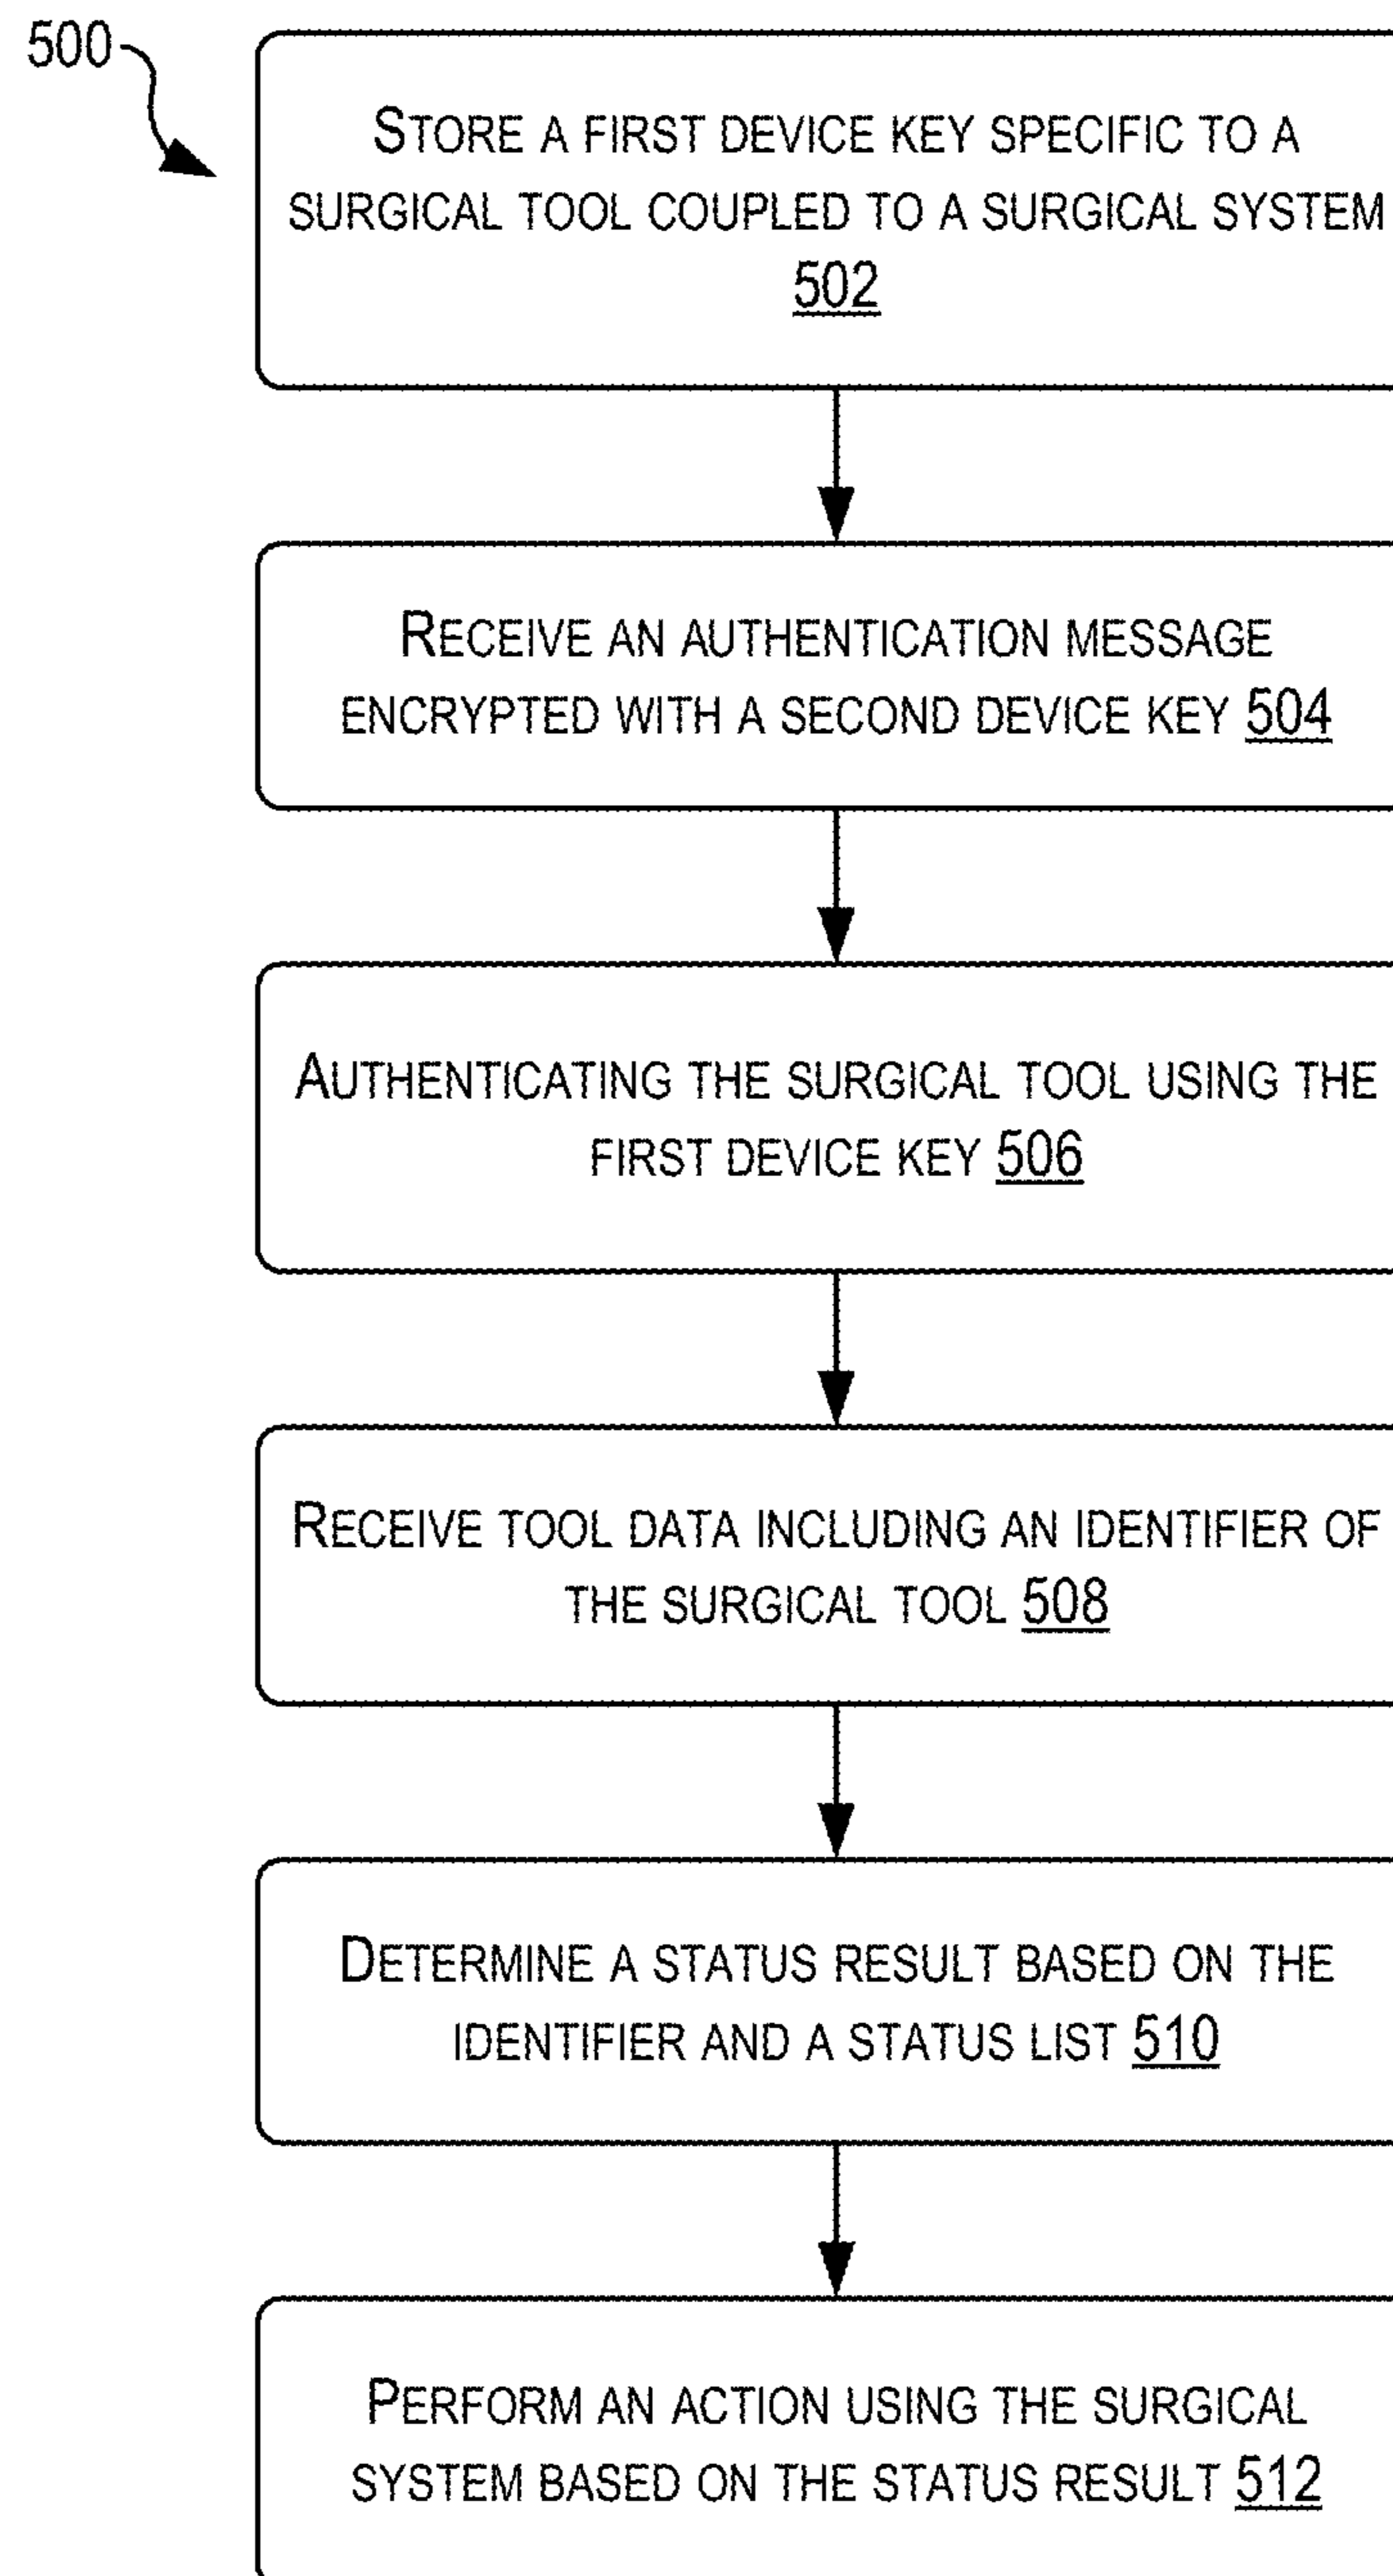 500
STORE A FIRST DEVICE KEY SPECIFIC TO A
SURGICAL TOOL COUPLED TO A SURGICAL SYSTEM
502
RECEIVE AN AUTHENTICATION MESSAGE
ENCRYPTED WITH A SECOND DEVICE KEY 504
AUTHENTICATING THE SURGICAL TOOL USING THE
FIRST DEVICE KEY 506
RECEIVE TOOL DATA INCLUDING AN IDENTIFIER OF
THE SURGICAL TOOL 508
DETERMINE A STATUS RESULT BASED ON THE
IDENTIFIER AND A STATUS LIST 510
PERFORM AN ACTION USING THE SURGICAL
SYSTEM BASED ON THE STATUS RESULT 512